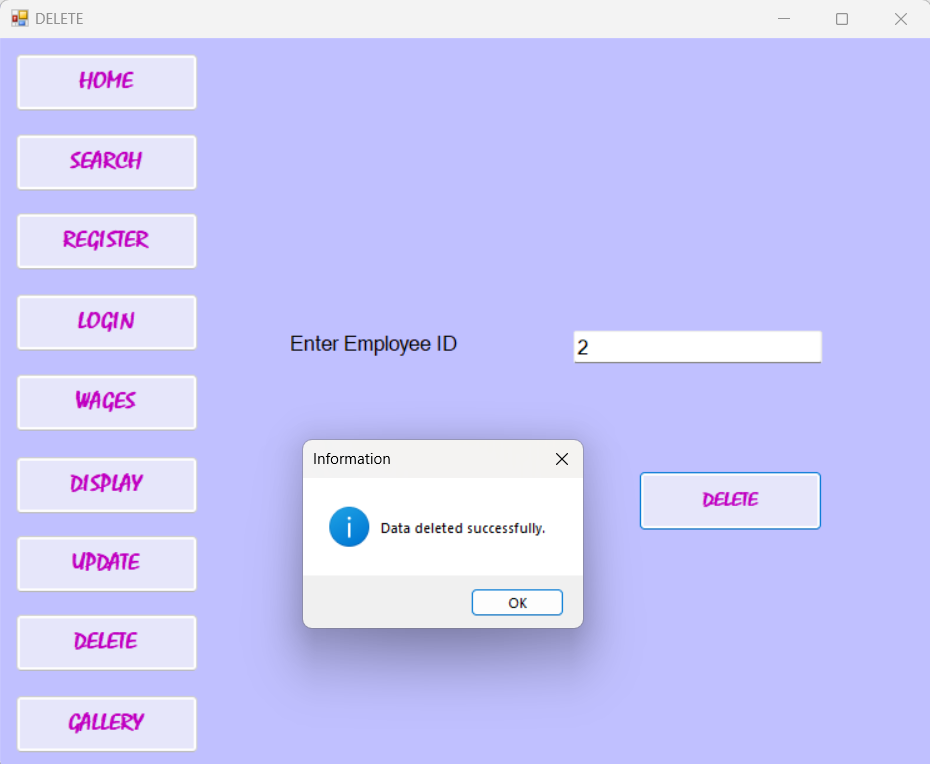 DELETE
HOME
SEARCH
REGISTER
LOGIN
WAGES
DISPLAY
UPDATE
DELETE
GALLERY
Enter Employee ID
2
DELETE
Information
Data deleted successfully.
OK